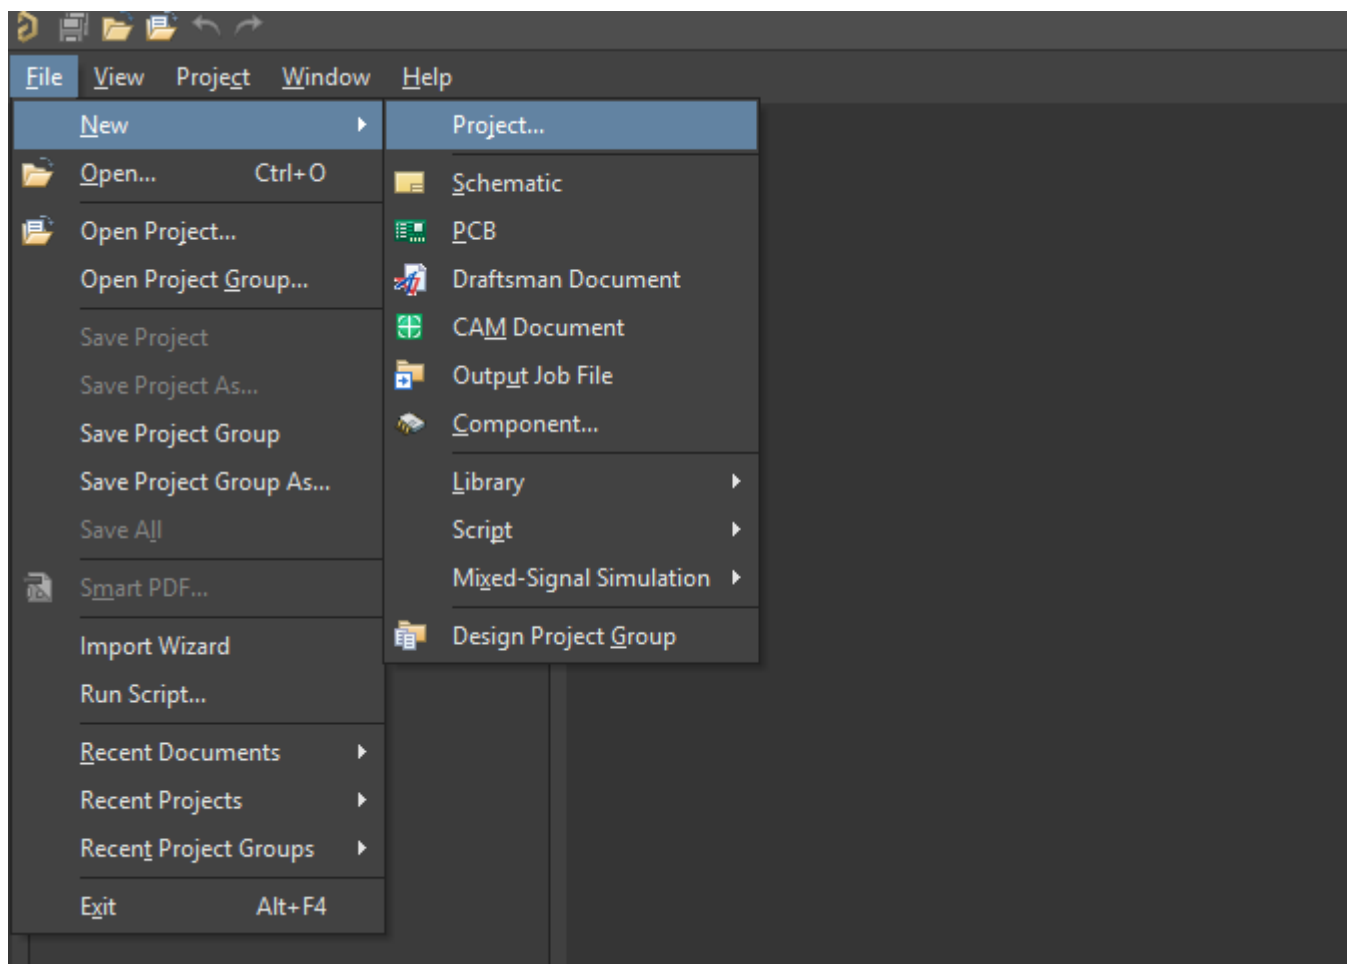 File View Project Window Help
New
Open... Ctrl+O
Open Project...
Open Project Group...
Save Project
Save Project As...
Save Project Group
Save Project Group As...
Save All
Smart PDF...
Import Wizard
Run Script...
Recent Documents
Recent Projects
Recent Project Groups
Exit Alt+F4
Project...
Schematic
PCB
Draftsman Document
CAM Document
Output Job File
Component...
Library
Script
Mixed-Signal Simulation
Design Project Group